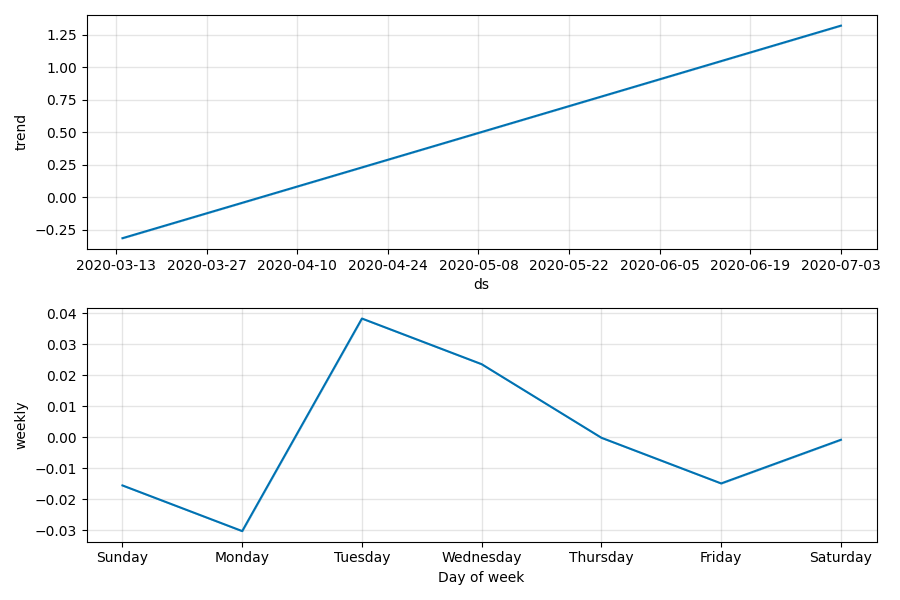 1.25
1.00
0.75
0.50
0.25
0.00
−0.25
trend
2020-03-13 2020-03-27 2020-04-10 2020-04-24 2020-05-08 2020-05-22 2020-06-05 2020-06-19 2020-07-03
ds
0.04
0.03
0.02
0.01
0.00
−0.01
−0.02
−0.03
weekly
Sunday Monday Tuesday Wednesday Thursday Friday Saturday
Day of week